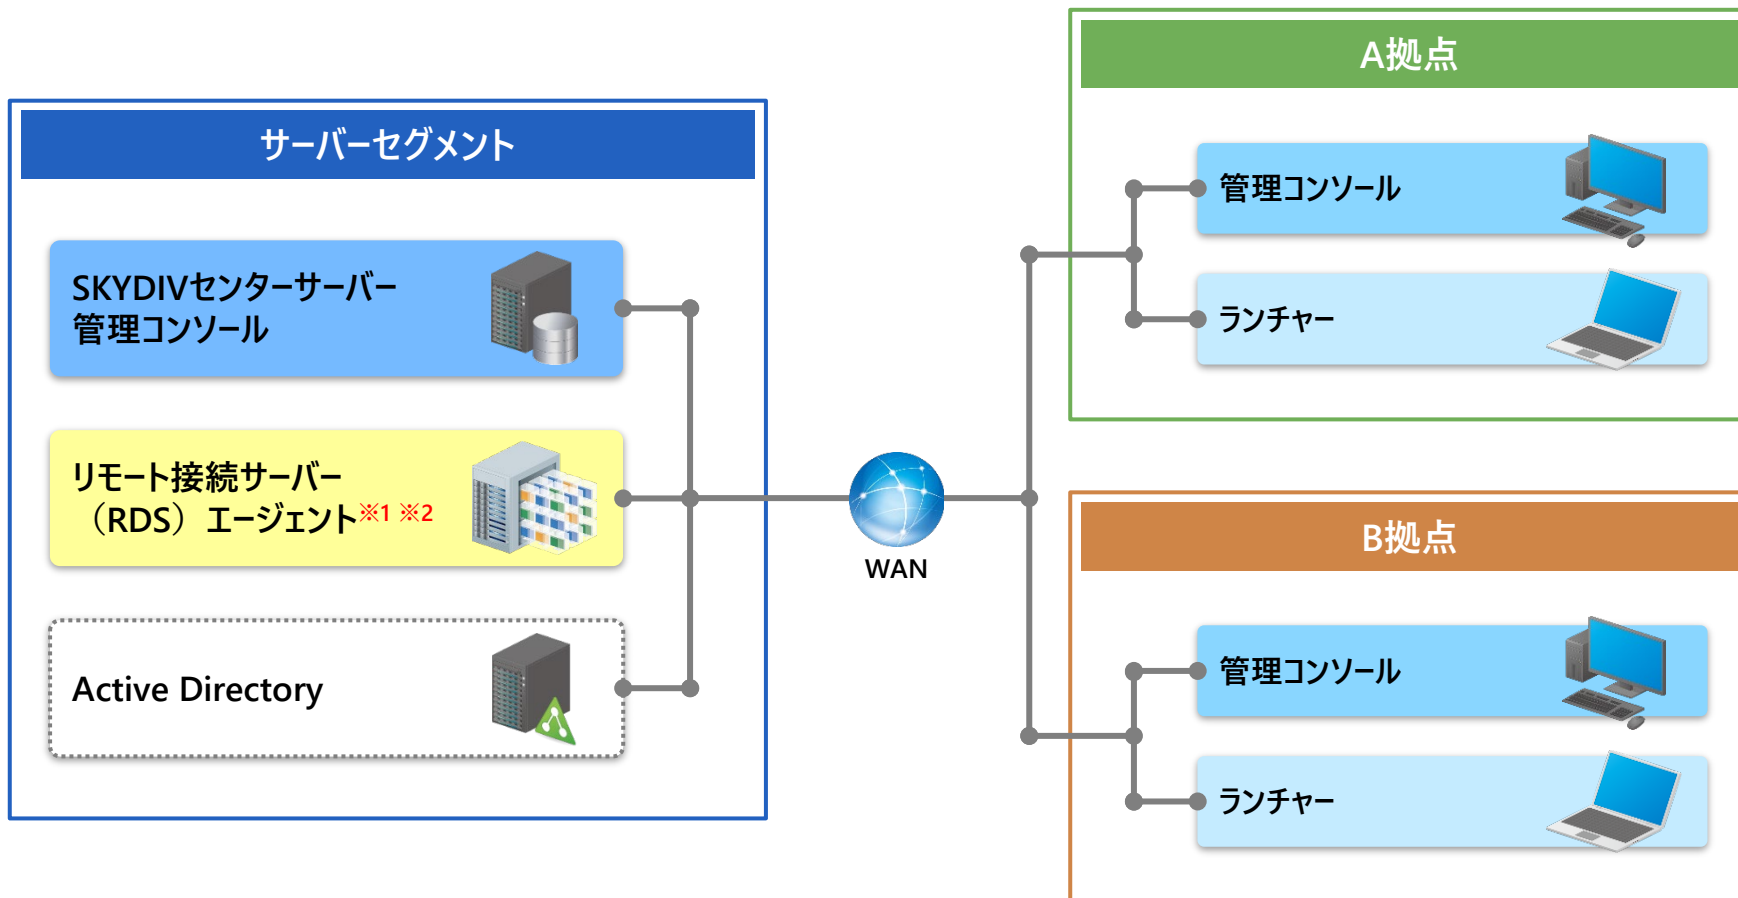 サーバーセグメント
SKYDIVセンターサーバー
管理コンソール
リモート接続サーバー
（RDS）エージェント※1 ※2
Active Directory
WAN
A拠点
管理コンソール
ランチャー
B拠点
管理コンソール
ランチャー